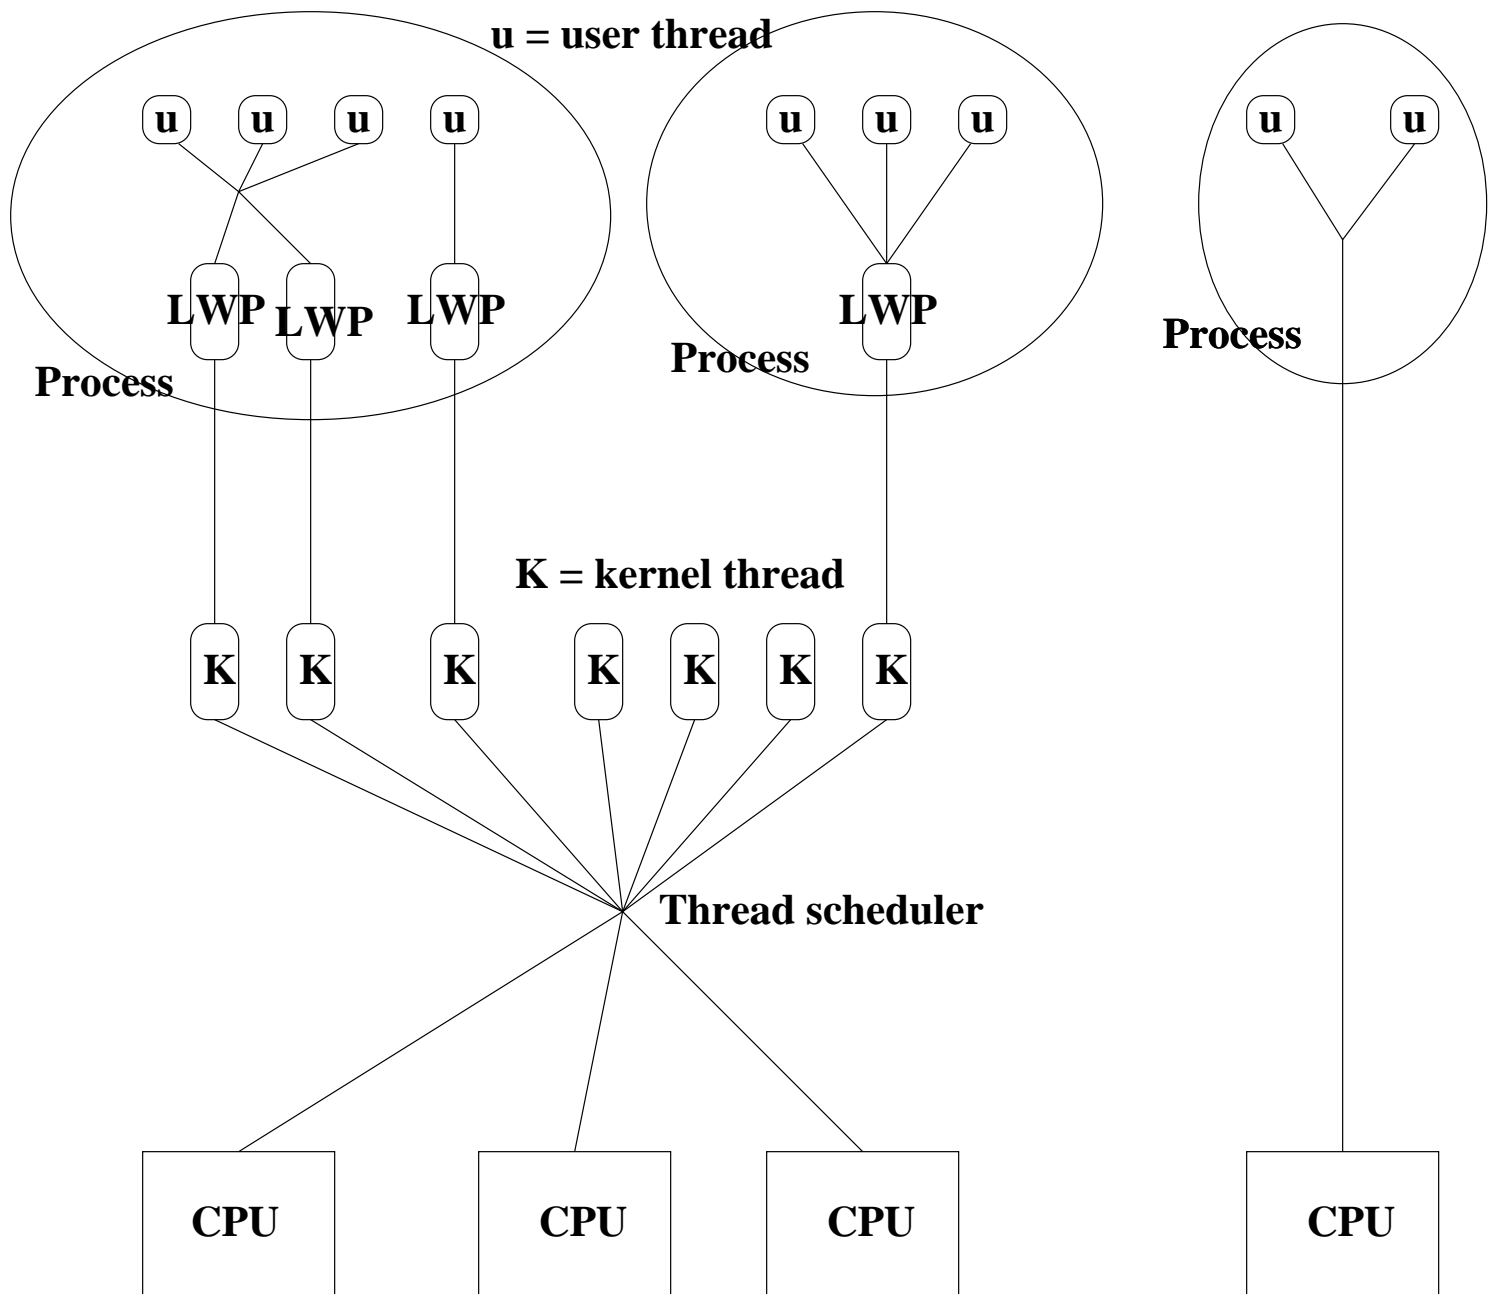 u = user thread
u u u u
u u u
u u
LWP LWP LWP
LWP
Process
Process
Process
K = kernel thread
K K K K K K K
Thread scheduler
CPU CPU CPU CPU